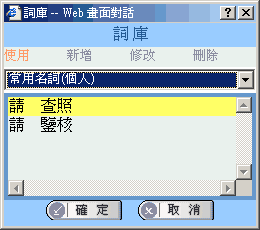 詞庫 -- Web 畫面對話
詞庫
使用 新增 修改 刪除
常用名詞(個人)
請 查照
請 鑒核
確定 取消